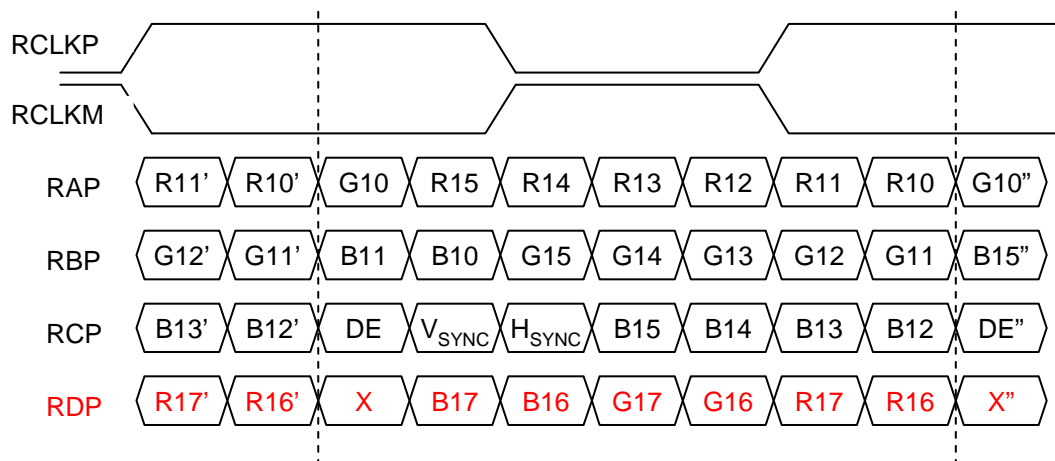 RCLKP
RCLKM
RAP R11’ R10’ G10 R15 R14 R13 R12 R11 R10 G10”
RBP G12’ G11’ B11 B10 G15 G14 G13 G12 G11 B15”
RCP B13’ B12’ DE VSYNC HSYNC B15 B14 B13 B12 DE”
RDP R17’ R16’ X B17 B16 G17 G16 R17 R16 X”